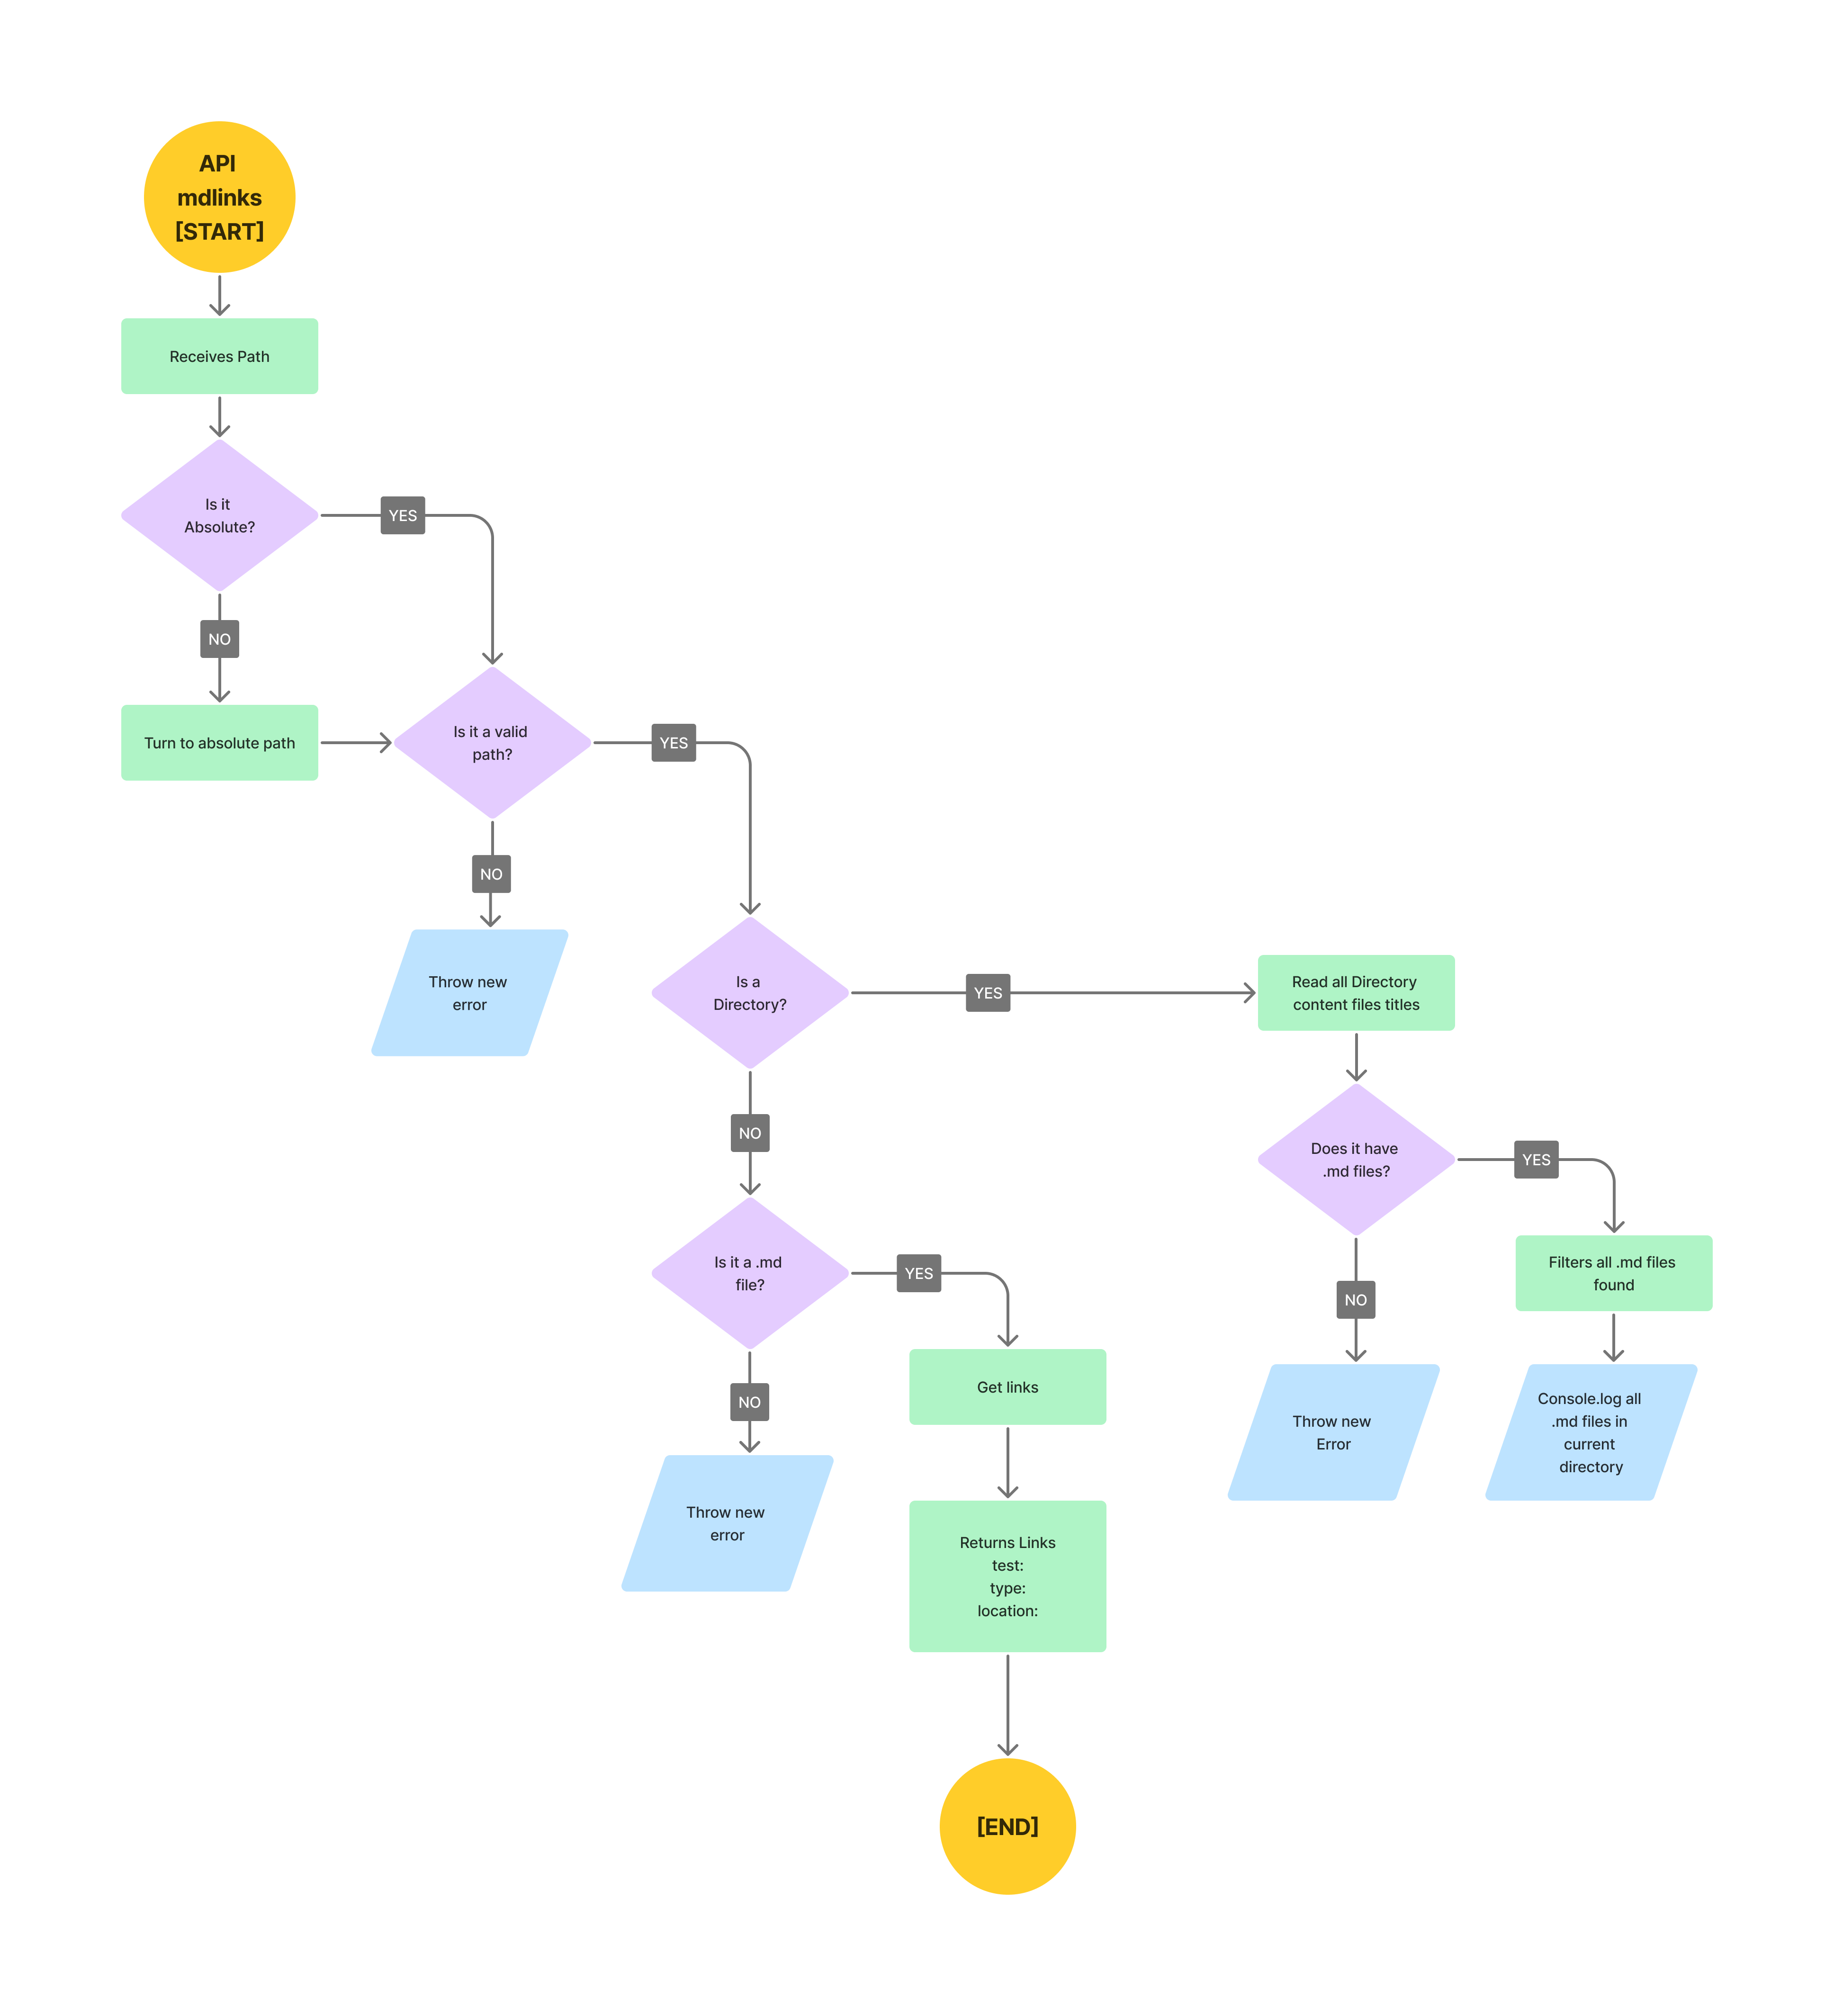 API
mdlinks
[START]
Receives Path
Is it
Absolute?
YES
NO
Turn to absolute path
Is it a valid
path?
YES
NO
Throw new
error
Is a
Directory?
YES
Read all Directory
content files titles
NO
Does it have
.md files?
YES
Is it a .md
file?
YES
Filters all .md files
found
NO
Get links
NO
Throw new
Error
Console.log all
.md files in
current
directory
Throw new
error
Returns Links
test:
type:
location:
[END]